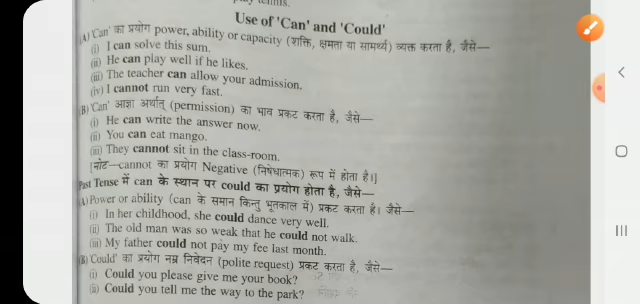 play tennis.
Use of 'Can' and 'Could'
(A) 'Can' का प्रयोग power, ability or capacity (शक्ति, क्षमता या सामर्थ्य) व्यक्त करता है, जैसे—
(i) I can solve this sum.
(ii) He can play well if he likes.
(iii) The teacher can allow your admission.
(iv) I cannot run very fast.
(B) 'Can' आज्ञा अर्थात् (permission) का भाव प्रकट करता है, जैसे—
(i) He can write the answer now.
(ii) You can eat mango.
(iii) They cannot sit in the class-room.
[नोट—cannot का प्रयोग Negative (निषेधात्मक) रूप में होता है।]
Past Tense में can के स्थान पर could का प्रयोग होता है, जैसे—
(A) Power or ability (can के समान किन्तु भूतकाल में) प्रकट करता है। जैसे—
(i) In her childhood, she could dance very well.
(ii) The old man was so weak that he could not walk.
(iii) My father could not pay my fee last month.
(B) Could' का प्रयोग नम्र निवेदन (polite request) प्रकट करता है, जैसे—
(i) Could you please give me your book?
(ii) Could you tell me the way to the park?